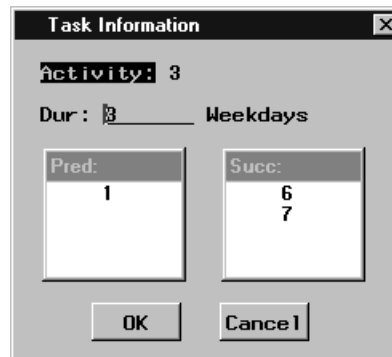 Task Information
Activity: 3
Dur: 3 Weekdays
Pred:
1
Succ:
6
7
OK
Cancel